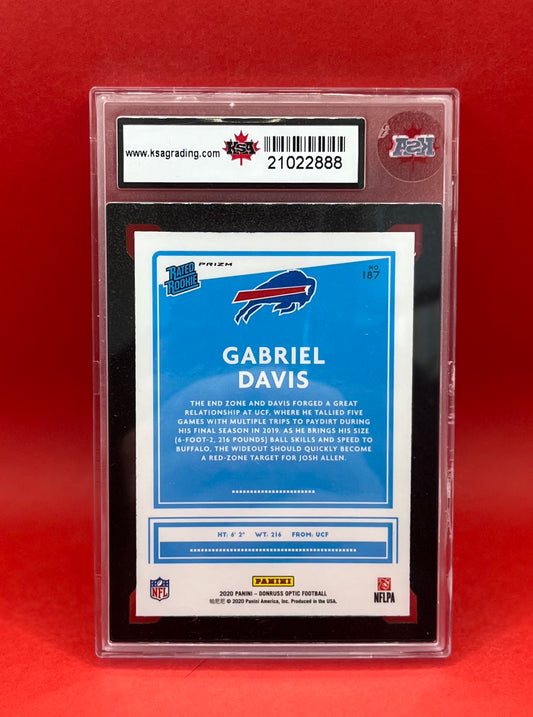 www.ksagrading.com
KSA
21022888
KSA
RATED
ROOKIE
PRIZM
NO
187
GABRIEL
DAVIS
THE END ZONE AND DAVIS FORGED A GREAT
RELATIONSHIP AT UCF, WHERE HE TALLIED FIVE
GAMES WITH MULTIPLE TRIPS TO PAYDIRT DURING
HIS FINAL SEASON IN 2019. AS HE BRINGS HIS SIZE
(6-FOOT-2, 216 POUNDS) BALL SKILLS AND SPEED TO
BUFFALO, THE WIDEOUT SHOULD QUICKLY BECOME
A RED-ZONE TARGET FOR JOSH ALLEN.
HT: 6' 2" WT: 216 FROM: UCF
NFL
PANINI
NFLPA
2020 PANINI – DONRUSS OPTIC FOOTBALL
帕尼尼 © 2020 Panini America, Inc. Produced in the USA.